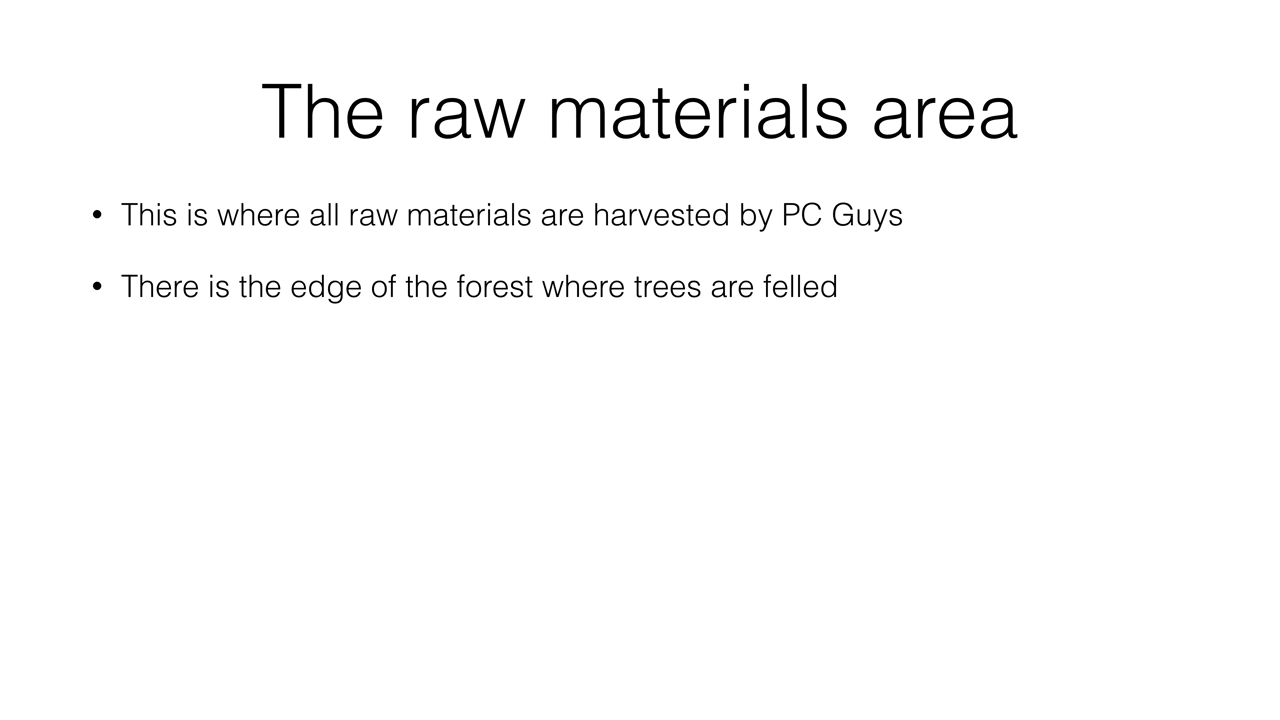 The raw materials area
• This is where all raw materials are harvested by PC Guys
• There is the edge of the forest where trees are felled